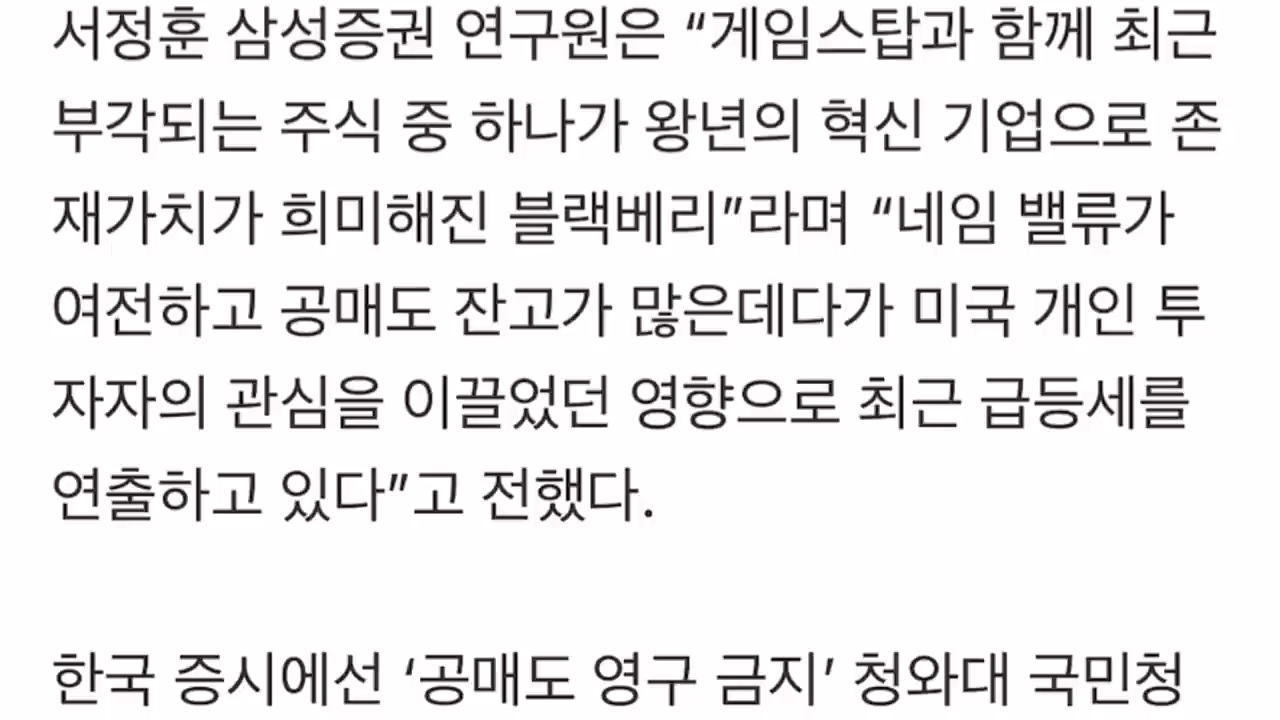 서정훈 삼성증권 연구원은 “게임스탑과 함께 최근
부각되는 주식 중 하나가 왕년의 혁신 기업으로 존
재가치가 희미해진 블랙베리”라며 “네임 밸류가
여전하고 공매도 잔고가 많은데다가 미국 개인 투
자자의 관심을 이끌었던 영향으로 최근 급등세를
연출하고 있다”고 전했다.
한국 증시에선 ‘공매도 영구 금지’ 청와대 국민청